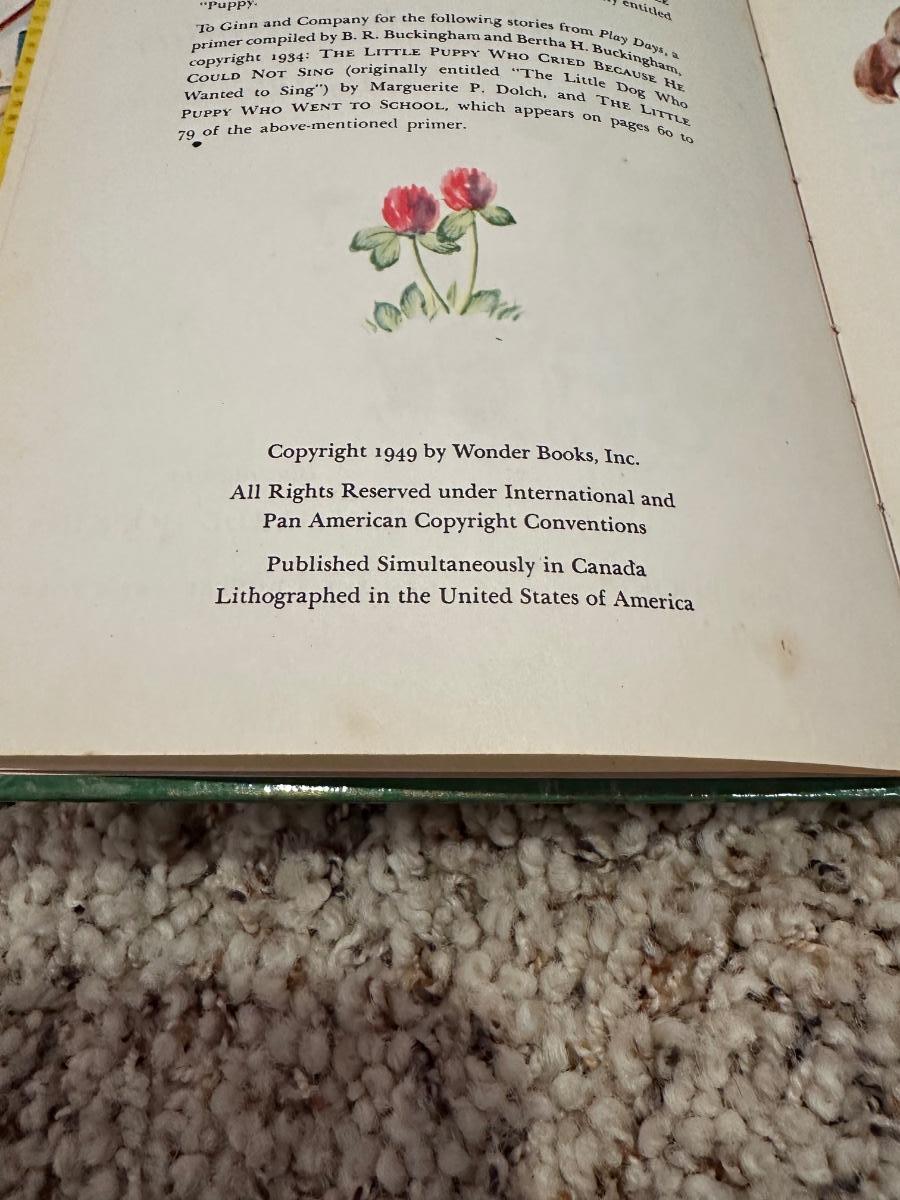 "Puppy.
entitled
To Ginn and Company for the following stories from Play Days, a
primer compiled by B. R. Buckingham and Bertha H. Buckingham,
copyright 1934: THE LITTLE PUPPY WHO CRIED BECAUSE HE
COULD NOT SING (originally entitled "The Little Dog Who
Wanted to Sing") by Marguerite P. Dolch, and THE LITTLE
PUPPY WHO WENT TO SCHOOL, which appears on pages 60 to
79 of the above-mentioned primer.
Copyright 1949 by Wonder Books, Inc.
All Rights Reserved under International and
Pan American Copyright Conventions
Published Simultaneously in Canada
Lithographed in the United States of America